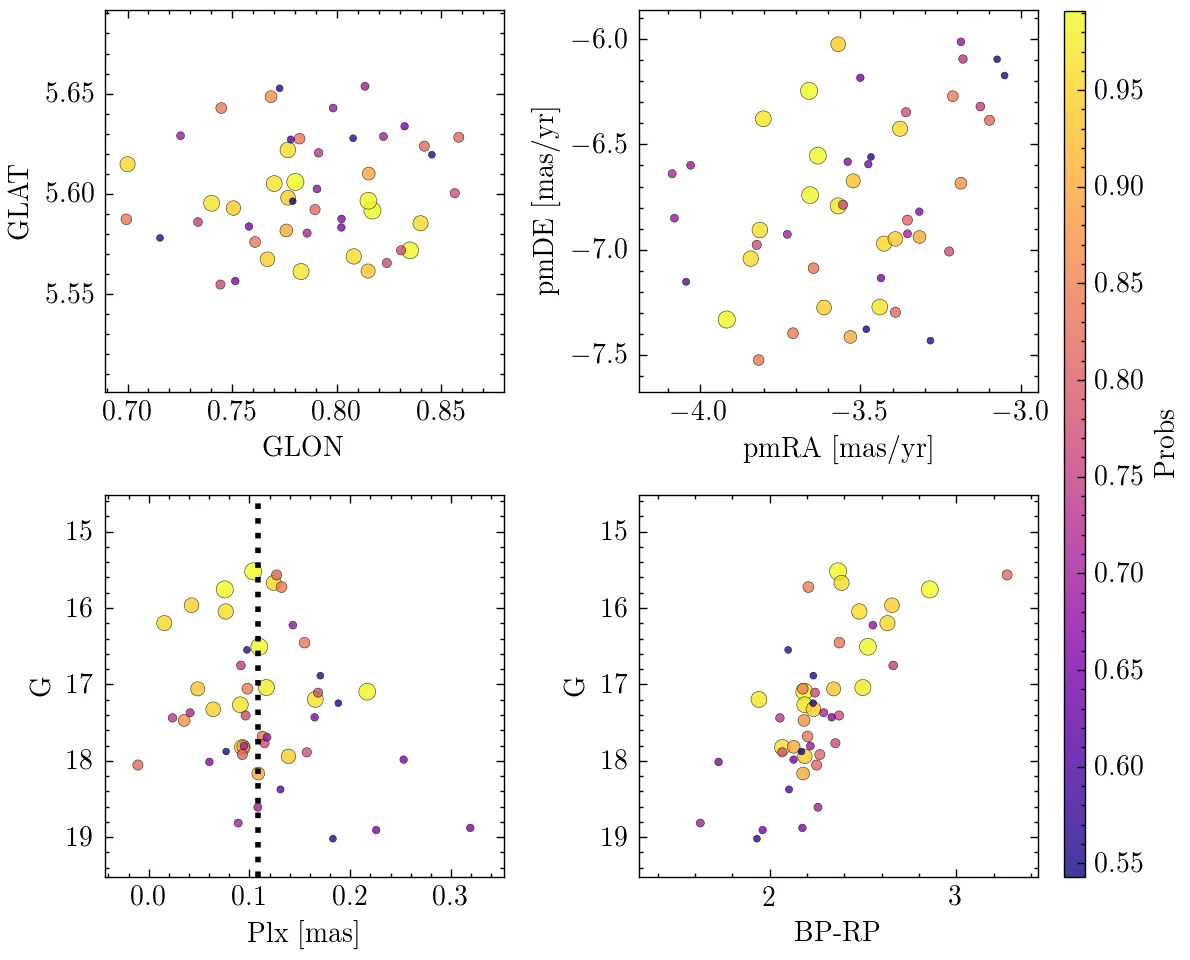 5.65
5.60
5.55
GLAT
0.70 0.75 0.80 0.85
GLON
−6.0
−6.5
−7.0
−7.5
pmDE [mas/yr]
−4.0 −3.5 −3.0
pmRA [mas/yr]
15
16
17
18
19
G
0.0 0.1 0.2 0.3
Plx [mas]
15
16
17
18
19
G
2 3
BP-RP
0.95
0.90
0.85
0.80
0.75
0.70
0.65
0.60
0.55
Probs